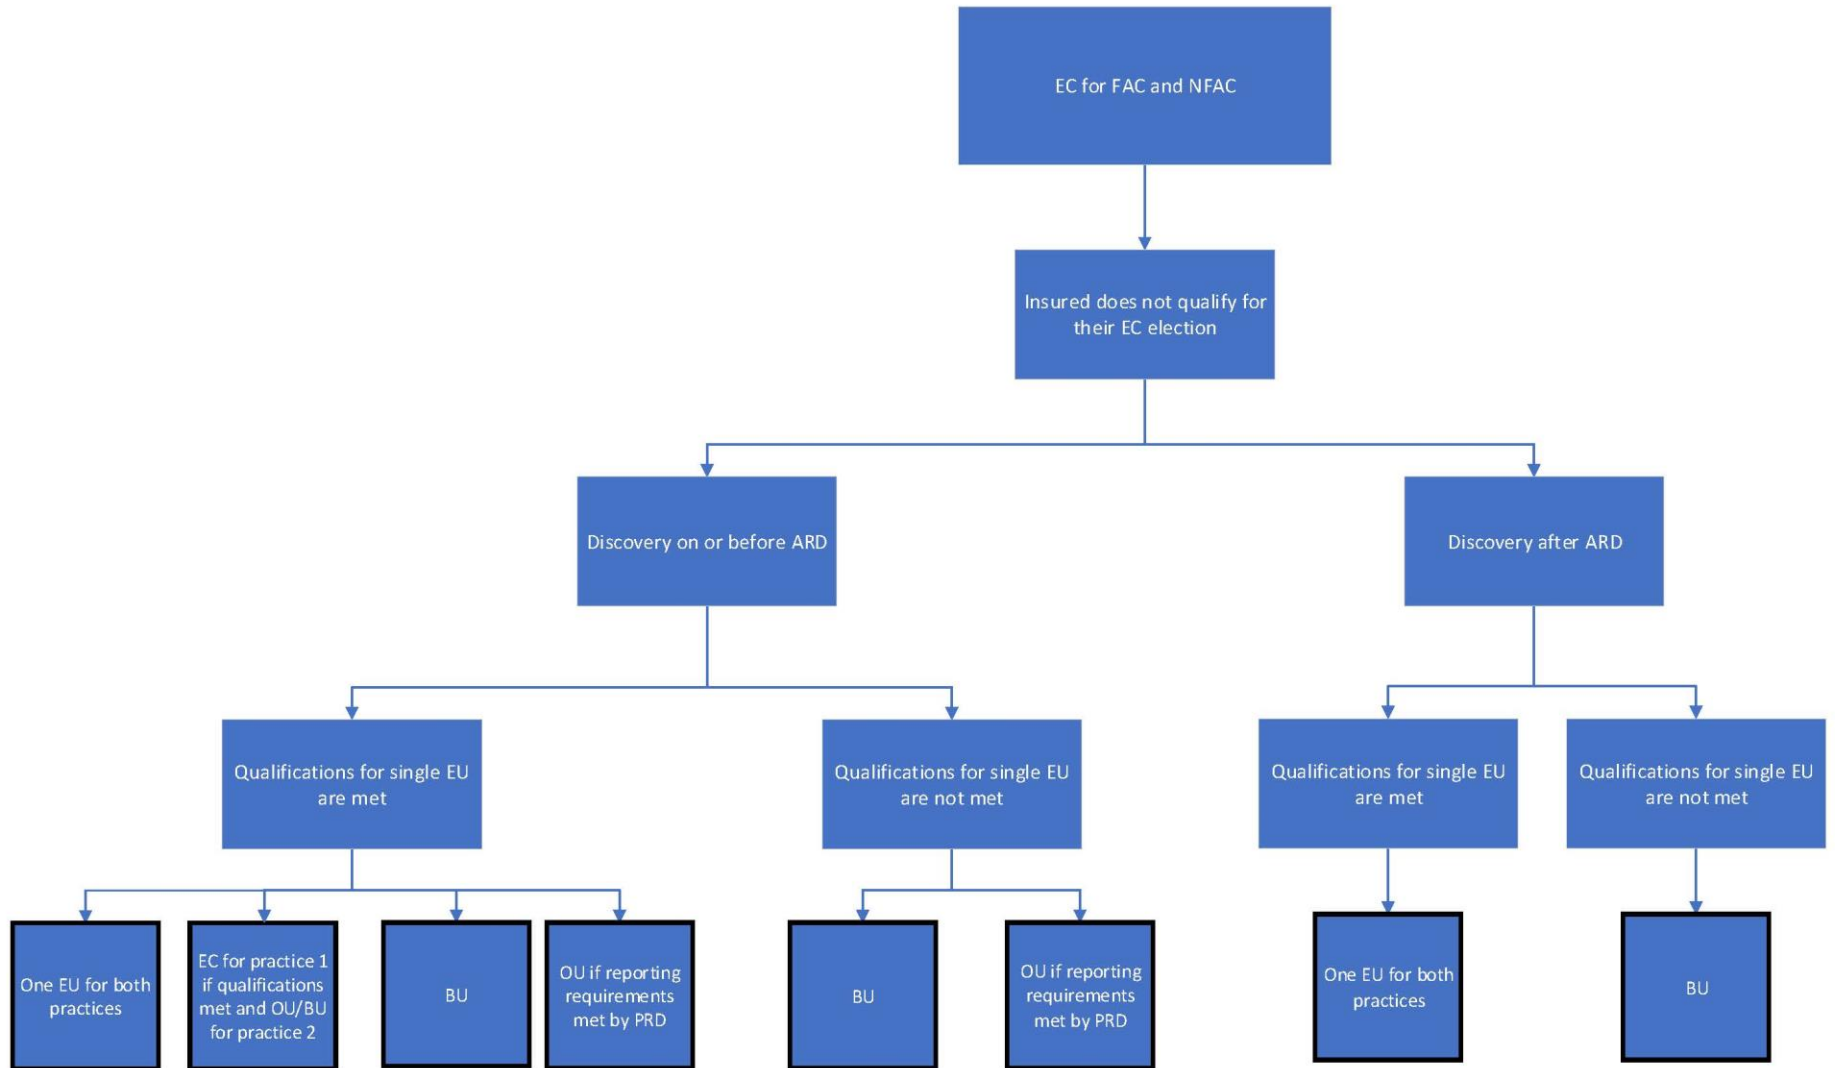 EC for FAC and NFAC
Insured does not qualify for
their EC election
Discovery on or before ARD
Discovery after ARD
Qualifications for single EU
are met
Qualifications for single EU
are not met
Qualifications for single EU
are met
Qualifications for single EU
are not met
One EU for both
practices
EC for practice 1
if qualifications
met and OU/BU
for practice 2
BU
OU if reporting
requirements
met by PRD
BU
OU if reporting
requirements
met by PRD
One EU for both
practices
BU